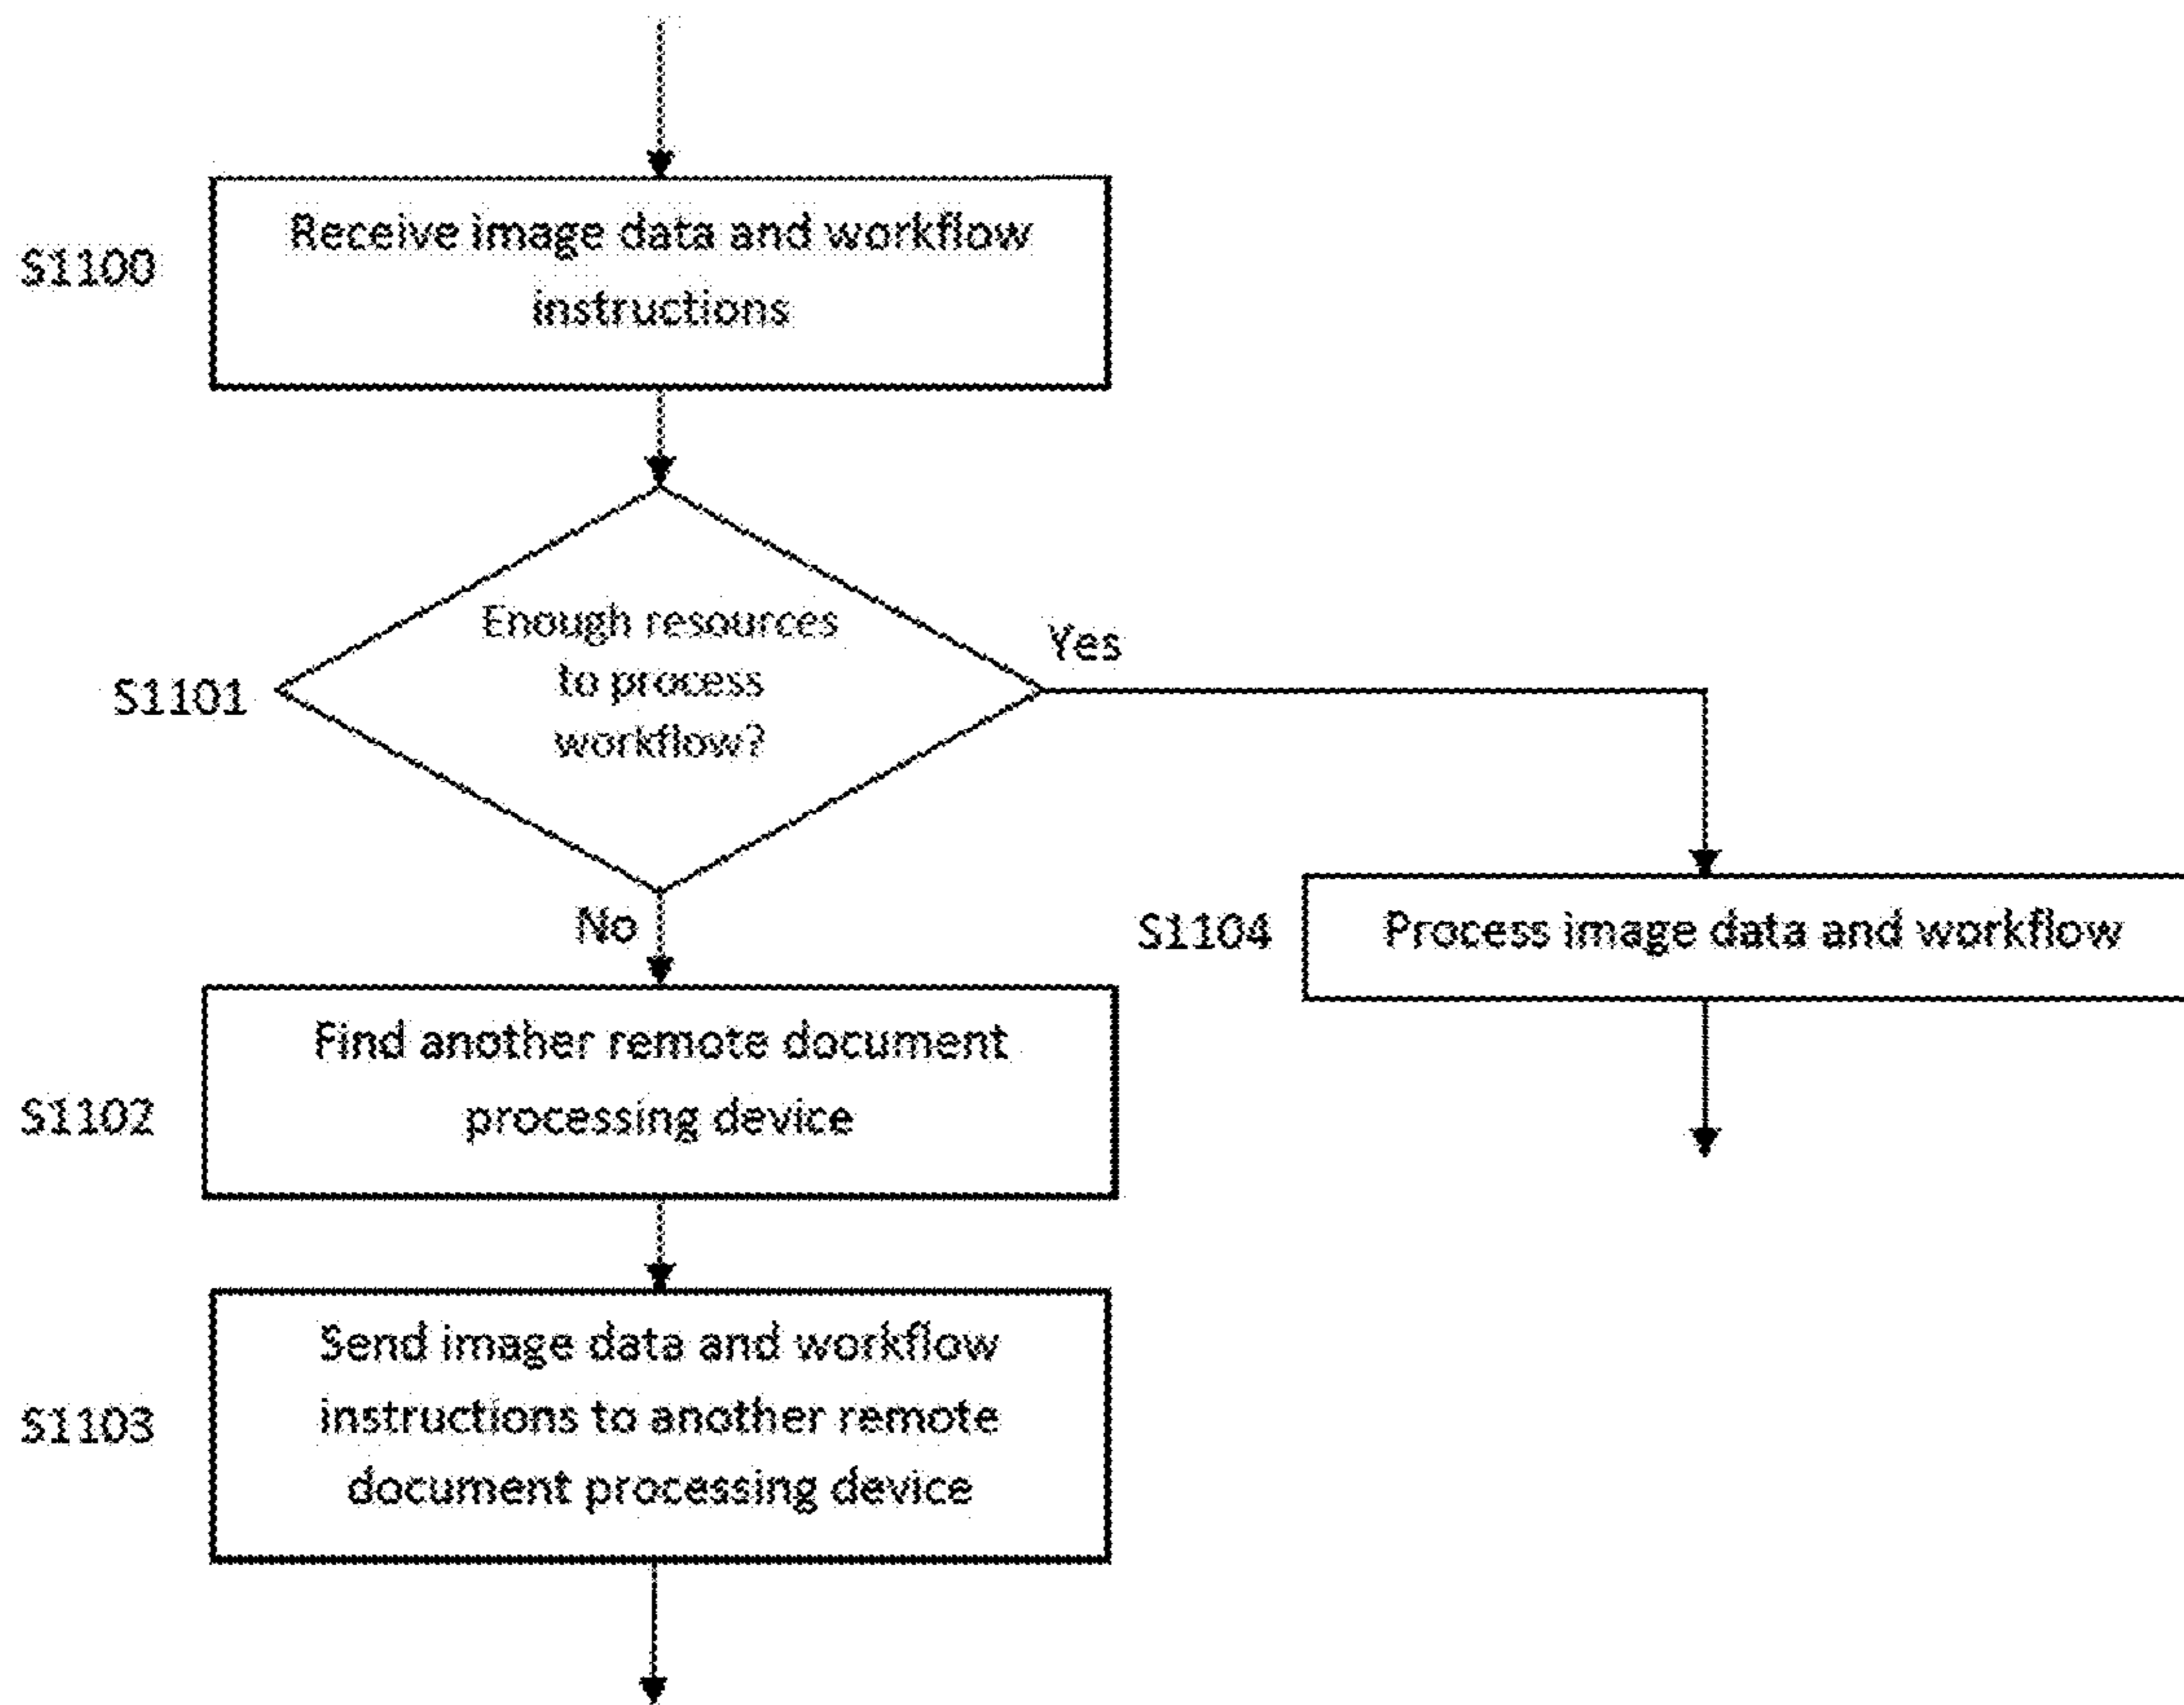 S1100
Receive image data and workflow
instructions
S1101
Enough resources
to process
workflow?
Yes
No
S1104
Process image data and workflow
S1102
Find another remote document
processing device
S1103
Send image data and workflow
instructions to another remote
document processing device